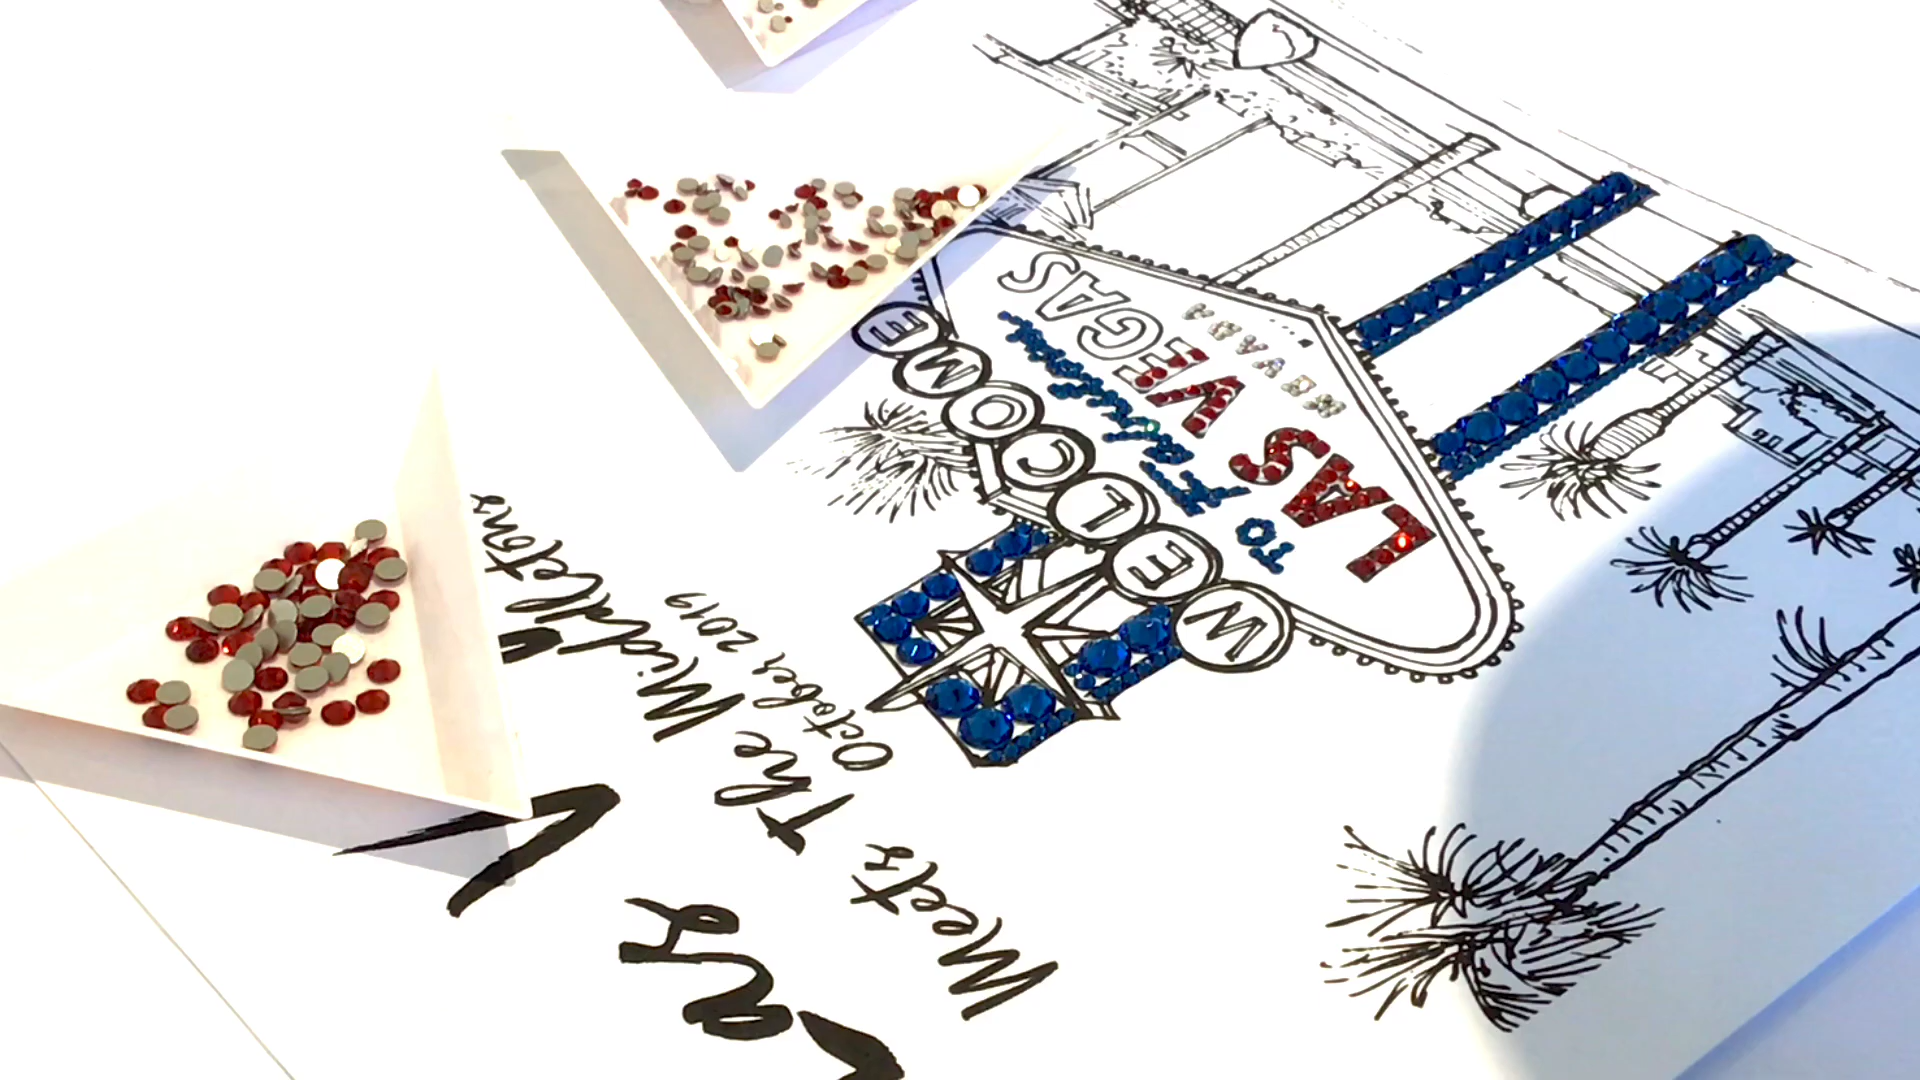 Las V
Meets The Middletons
October 2019
WELCOME
TO Fabulous
LAS VEGAS
NEVADA